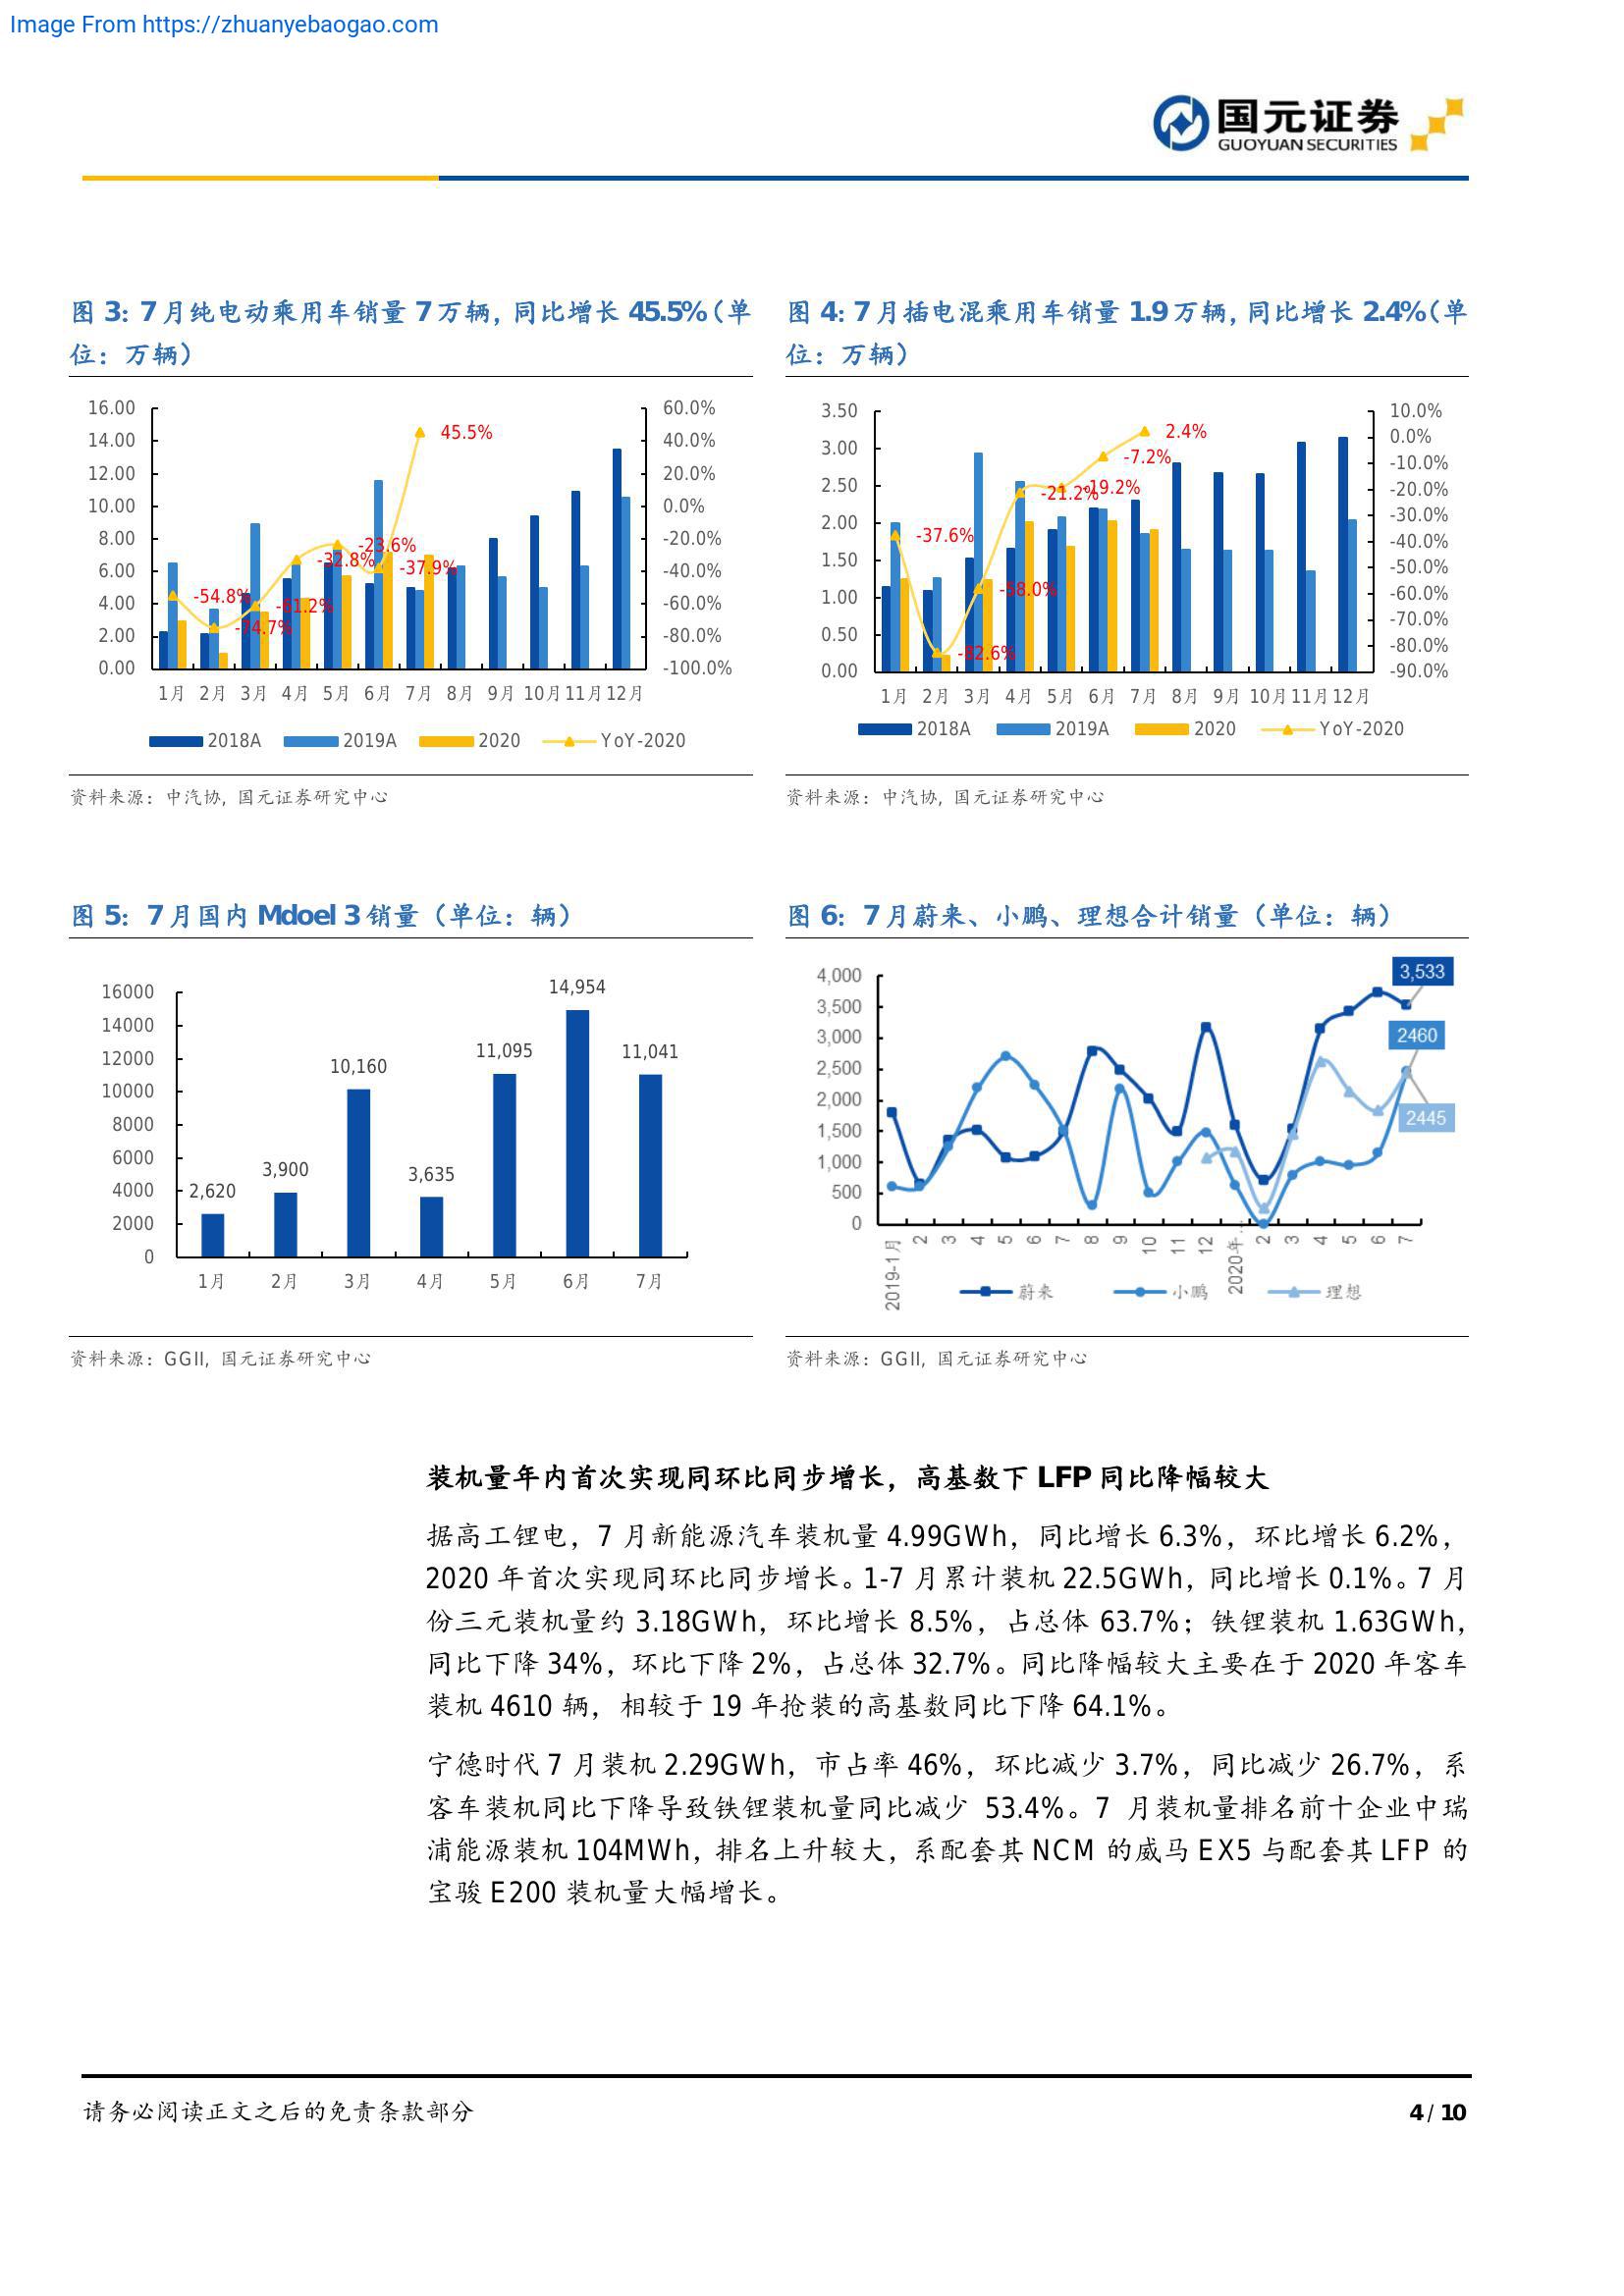 Image From https://zhuanyebaogao.com
国元证券
GUOYUAN SECURITIES
图 3：7月纯电动乘用车销量 7万辆，同比增长 45.5%（单
位：万辆）
16.00
14.00
12.00
10.00
8.00
6.00
4.00
2.00
0.00
60.0%
40.0%
20.0%
0.0%
-20.0%
-40.0%
-60.0%
-80.0%
-100.0%
-54.8%
-74.7%
-61.2%
-32.8%
-23.6%
-37.9%
45.5%
1月 2月 3月 4月 5月 6月 7月 8月 9月 10月 11月 12月
2018A 2019A 2020 YoY-2020
资料来源：中汽协，国元证券研究中心
图 4：7月插电混乘用车销量 1.9万辆，同比增长 2.4%（单
位：万辆）
3.50
3.00
2.50
2.00
1.50
1.00
0.50
0.00
10.0%
0.0%
-10.0%
-20.0%
-30.0%
-40.0%
-50.0%
-60.0%
-70.0%
-80.0%
-90.0%
-37.6%
-82.6%
-58.0%
-21.2%
-19.2%
-7.2%
2.4%
1月 2月 3月 4月 5月 6月 7月 8月 9月 10月 11月 12月
2018A 2019A 2020 YoY-2020
资料来源：中汽协，国元证券研究中心
图 5：7月国内 Mdoel 3销量（单位：辆）
16000
14000
12000
10000
8000
6000
4000
2000
0
2,620
3,900
10,160
3,635
11,095
14,954
11,041
1月 2月 3月 4月 5月 6月 7月
资料来源：GGII，国元证券研究中心
图 6：7月蔚来、小鹏、理想合计销量（单位：辆）
4,000
3,500
3,000
2,500
2,000
1,500
1,000
500
0
3,533
2460
2445
2019-1月 2 3 4 5 6 7 8 9 10 11 12 2020年… 2 3 4 5 6 7
蔚来 小鹏 理想
资料来源：GGII，国元证券研究中心
装机量年内首次实现同环比同步增长，高基数下 LFP 同比降幅较大
据高工锂电，7 月新能源汽车装机量 4.99GWh，同比增长 6.3%，环比增长 6.2%，
2020 年首次实现同环比同步增长。1-7 月累计装机 22.5GWh，同比增长 0.1%。7 月
份三元装机量约 3.18GWh，环比增长 8.5%，占总体 63.7%；铁锂装机 1.63GWh，
同比下降 34%，环比下降 2%，占总体 32.7%。同比降幅较大主要在于 2020 年客车
装机 4610 辆，相较于 19 年抢装的高基数同比下降 64.1%。
宁德时代 7 月装机 2.29GWh，市占率 46%，环比减少 3.7%，同比减少 26.7%，系
客车装机同比下降导致铁锂装机量同比减少 53.4%。7 月装机量排名前十企业中瑞
浦能源装机 104MWh，排名上升较大，系配套其 NCM 的威马 EX5 与配套其 LFP 的
宝骏 E200 装机量大幅增长。
请务必阅读正文之后的免责条款部分
4 / 10